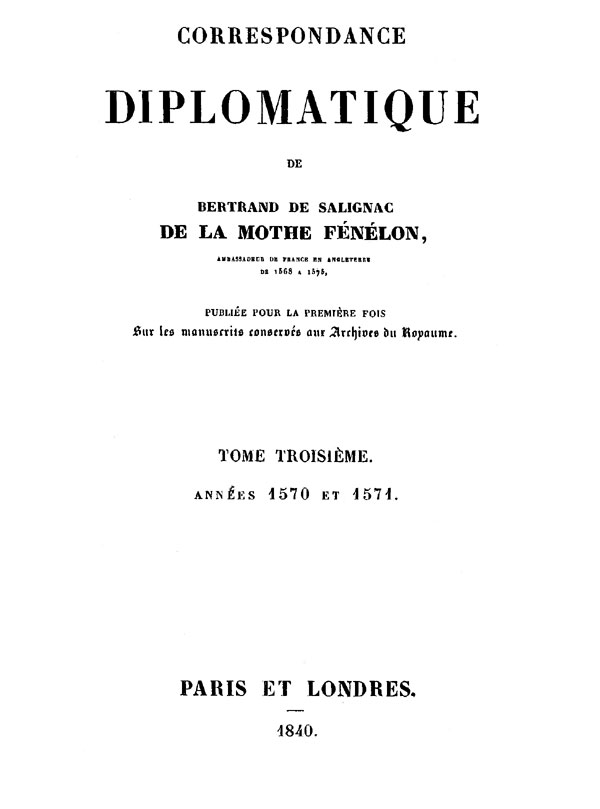 CORRESPONDANCE
DIPLOMATIQUE
DE
BERTRAND DE SALIGNAC
DE LA MOTHE FÉNÉLON,
AMBASSADEUR DE FRANCE EN ANGLETERRE
DE 1568 A 1575,
PUBLIÉE POUR LA PREMIÈRE FOIS
Sur les manuscrits conservés aux Archives du Royaume.
TOME TROISIÈME.
ANNÉES 1570 ET 1571.
PARIS ET LONDRES.
1840.